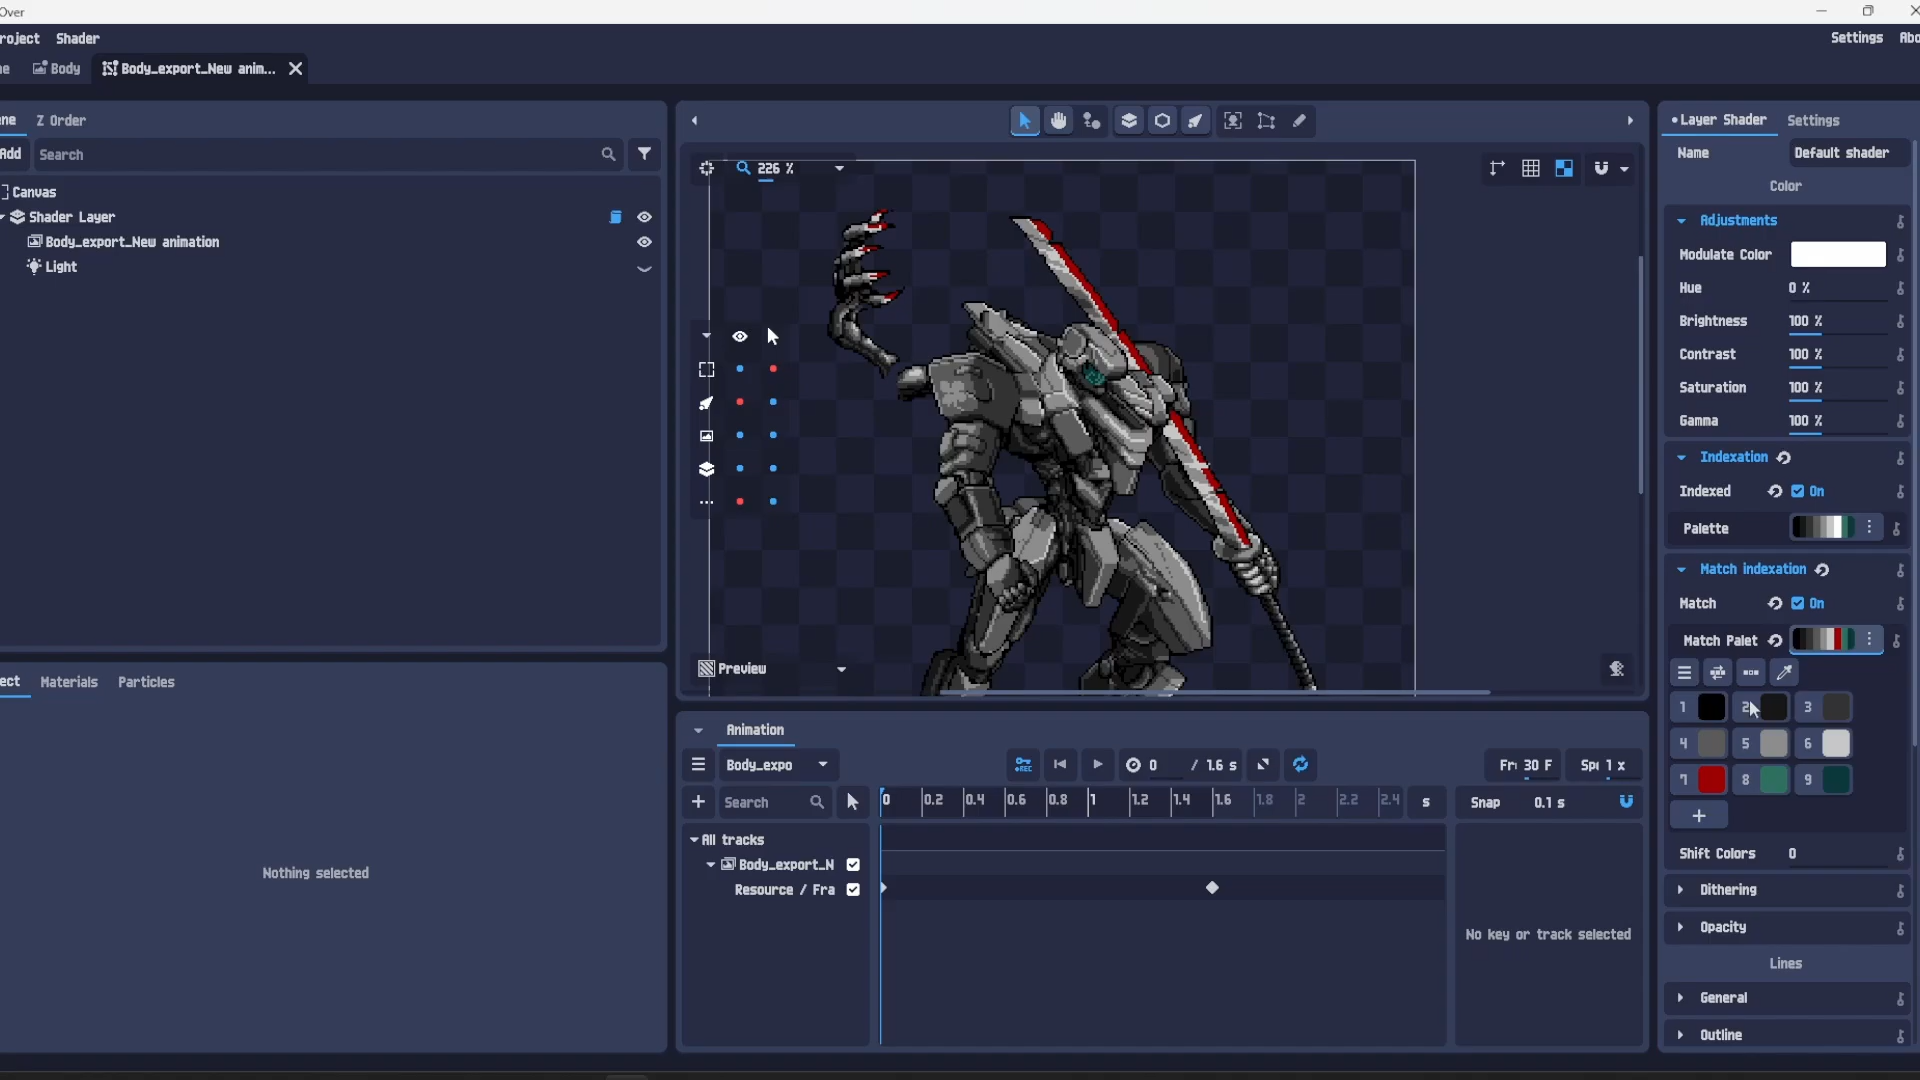 Over
roject Shader Settings Abo
ne Body Body_export_New anim...
ene Z Order
Add Search
Canvas
Shader Layer
Body_export_New animation
Light
226 %
Preview
ect Materials Particles
Nothing selected
Animation
Body_expo 0 / 1.6 s Fr: 30 F Spe 1 x
Search 0 0.2 0.4 0.6 0.8 1 1.2 1.4 1.6 1.8 2 2.2 2.4 s Snap 0.1 s
All tracks
Body_export_N
Resource / Fra
No key or track selected
Layer Shader Settings
Name Default shader
Color
Adjustments
Modulate Color
Hue 0 %
Brightness 100 %
Contrast 100 %
Saturation 100 %
Gamma 100 %
Indexation
Indexed On
Palette
Match indexation
Match On
Match Palet
1 2 3
4 5 6
7 8 9
Shift Colors 0
Dithering
Opacity
Lines
General
Outline